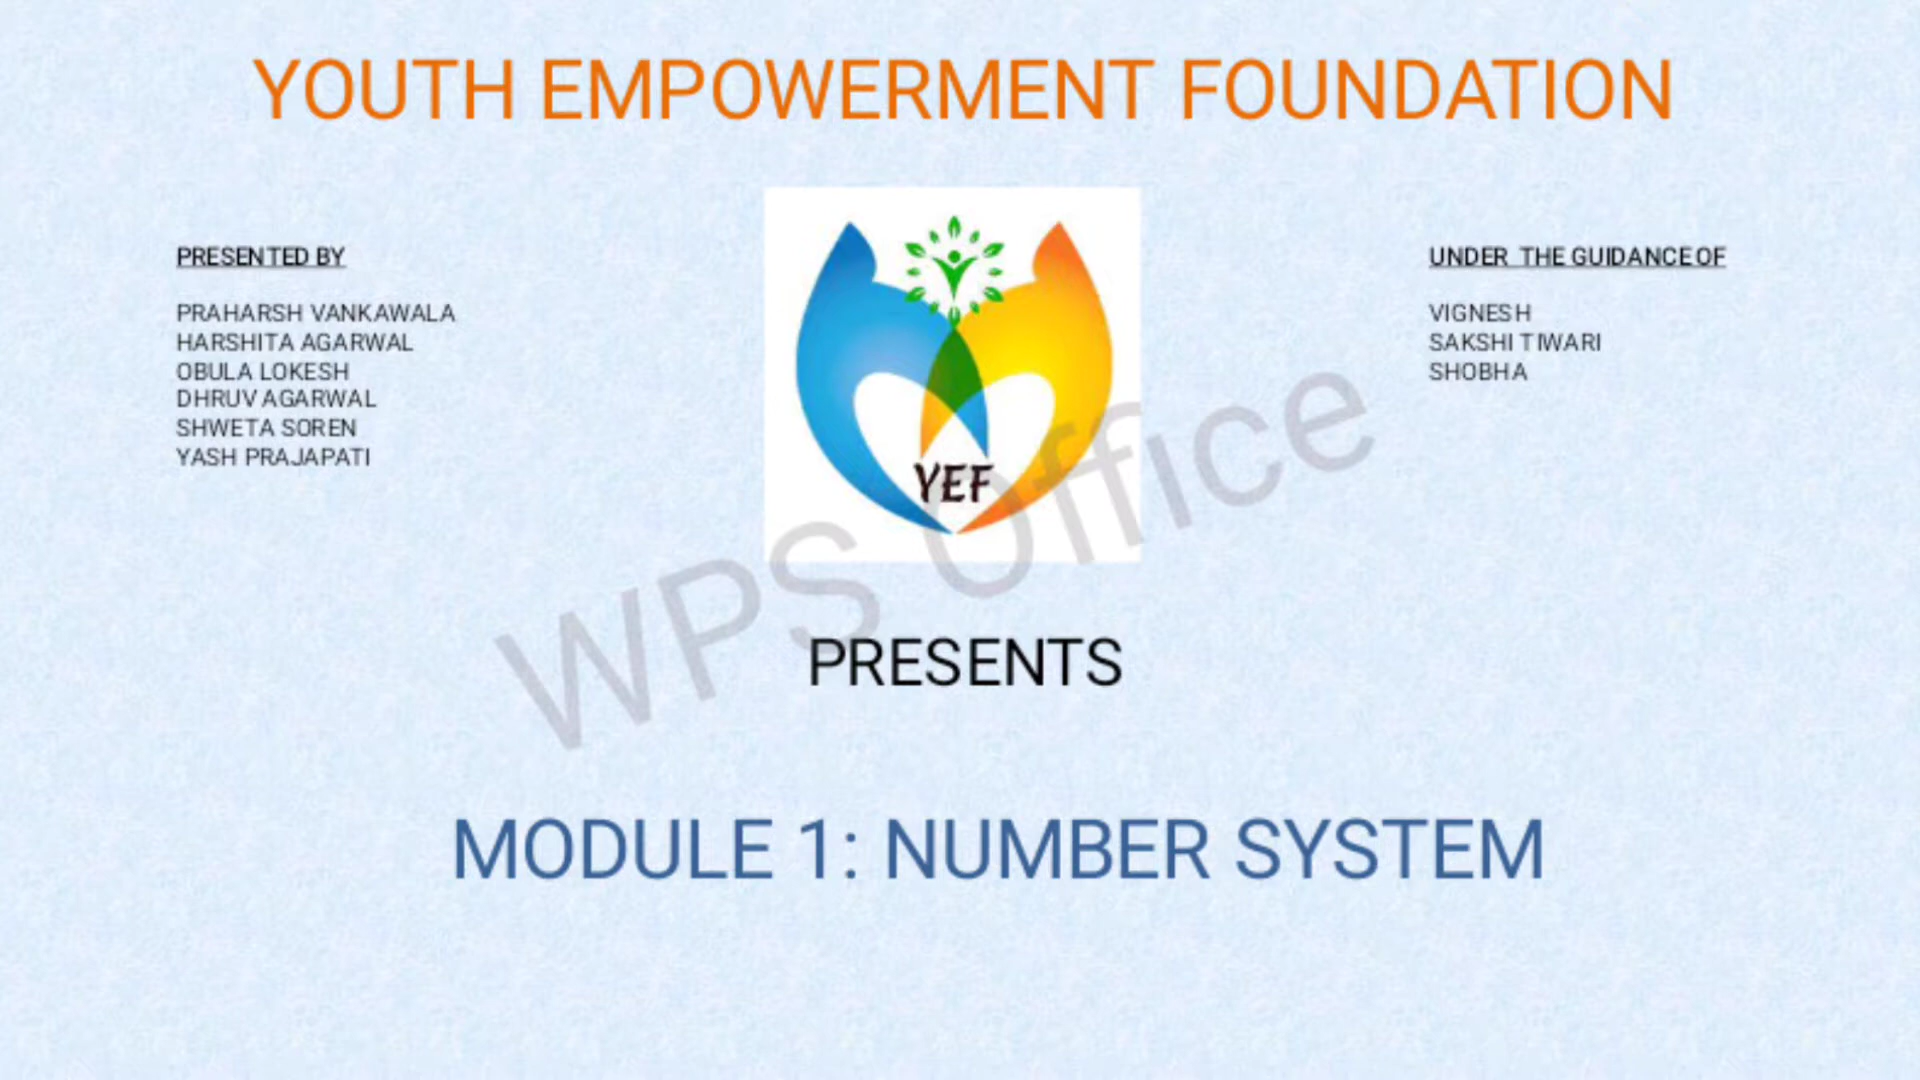 YOUTH EMPOWERMENT FOUNDATION
PRESENTED BY
PRAHARSH VANKAWALA
HARSHITA AGARWAL
OBULA LOKESH
DHRUV AGARWAL
SHWETA SOREN
YASH PRAJAPATI
UNDER THE GUIDANCE OF
VIGNESH
SAKSHI TIWARI
SHOBHA
YEF
WPS Office
PRESENTS
MODULE 1: NUMBER SYSTEM